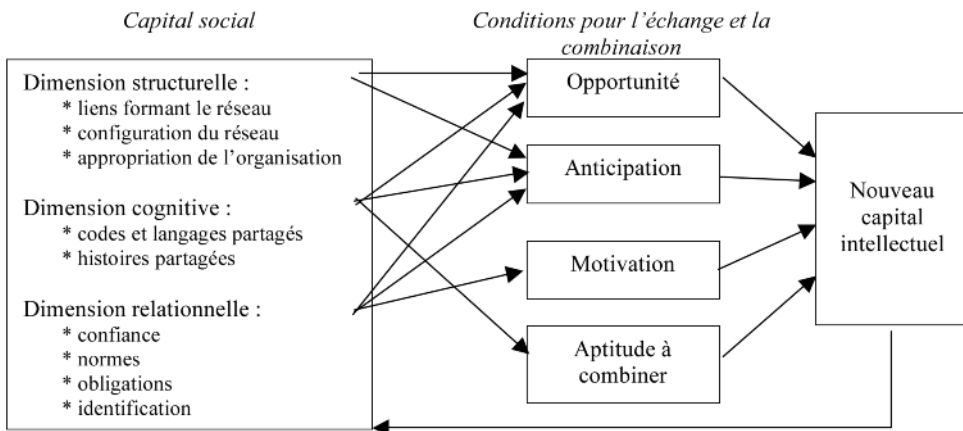 Capital social
Conditions pour l'échange et la
combinaison
Dimension structurelle :
* liens formant le réseau
* configuration du réseau
* appropriation de l'organisation
Dimension cognitive :
* codes et langages partagés
* histoires partagées
Dimension relationnelle :
* confiance
* normes
* obligations
* identification
Opportunité
Anticipation
Motivation
Aptitude à
combiner
Nouveau
capital
intellectuel